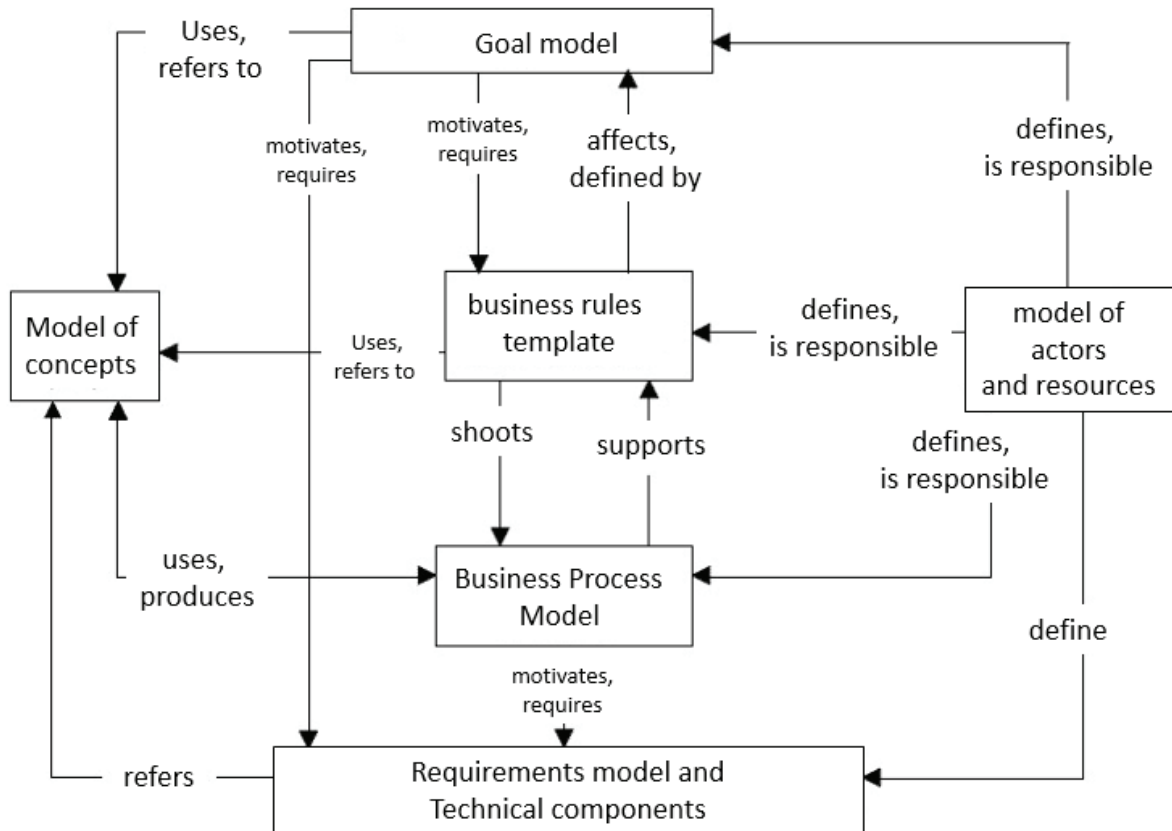 Goal model
Uses,
refers to
motivates,
requires
motivates,
requires
affects,
defined by
defines,
is responsible
Model of
concepts
business rules
template
model of
actors
and resources
Uses,
refers to
defines,
is responsible
shoots
supports
defines,
is responsible
uses,
produces
Business Process
Model
define
motivates,
requires
refers
Requirements model and
Technical components